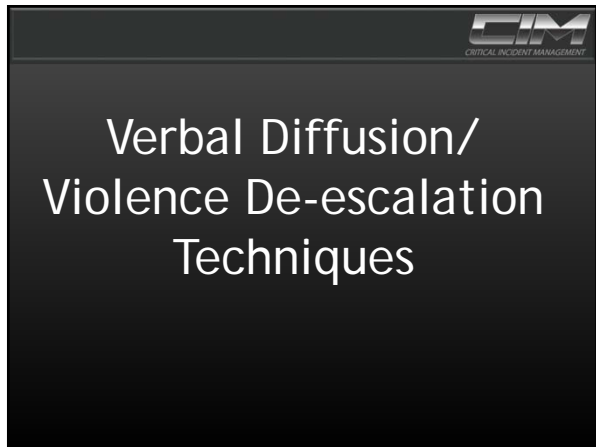 CIM
CRITICAL INCIDENT MANAGEMENT
Verbal Diffusion/
Violence De-escalation
Techniques